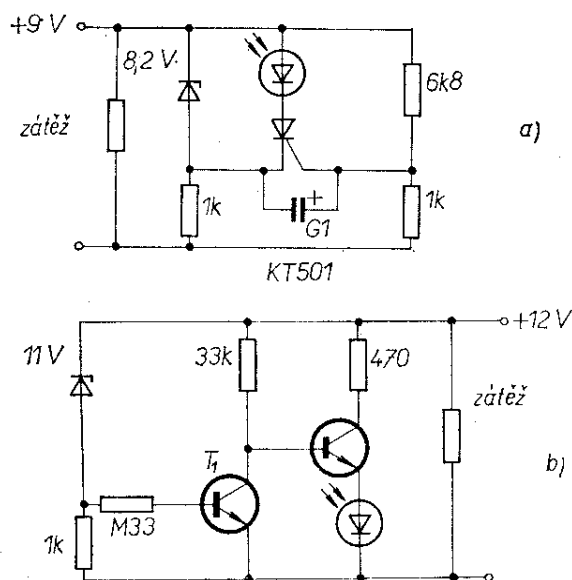 +9 V
8,2 V
6k8
zátěž
a)
1k
+
G1
1k
KT501
+12 V
11 V
33k
470
zátěž
T1
b)
M33
1k